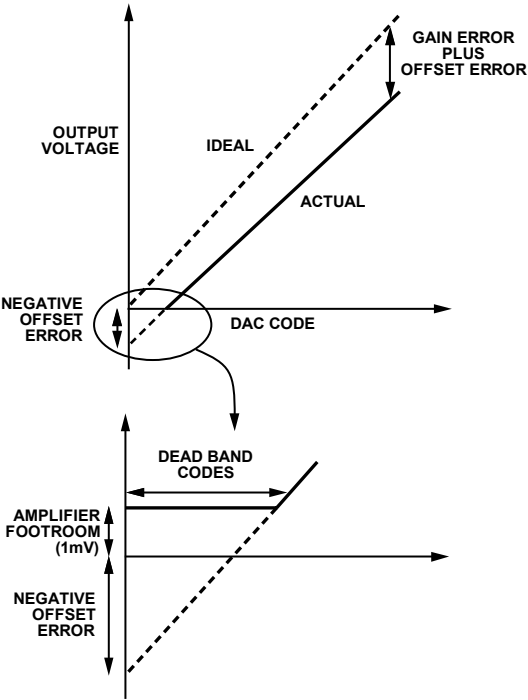 GAIN ERROR
PLUS
OFFSET ERROR
OUTPUT
VOLTAGE
IDEAL
ACTUAL
NEGATIVE
OFFSET
ERROR
DAC CODE
DEAD BAND
CODES
AMPLIFIER
FOOTROOM
(1mV)
NEGATIVE
OFFSET
ERROR